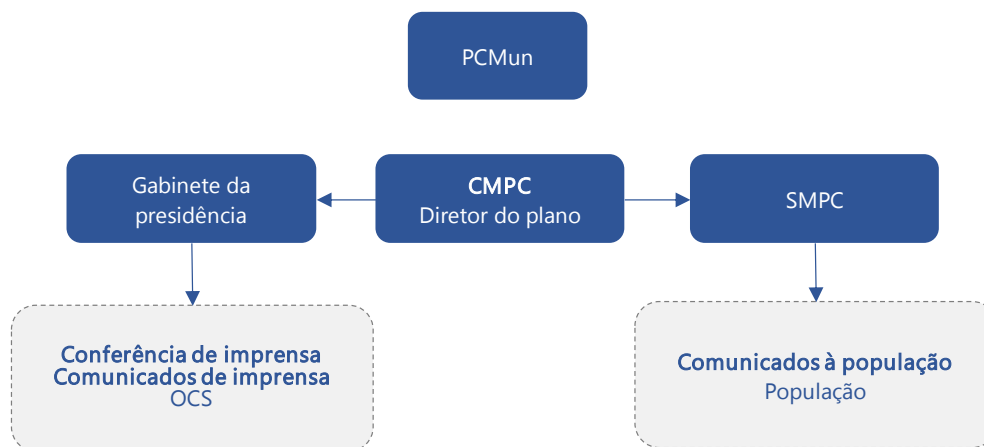 PCMun
Gabinete da
presidência
CMPC
Diretor do plano
SMPC
Conferência de imprensa
Comunicados de imprensa
OCS
Comunicados à população
População